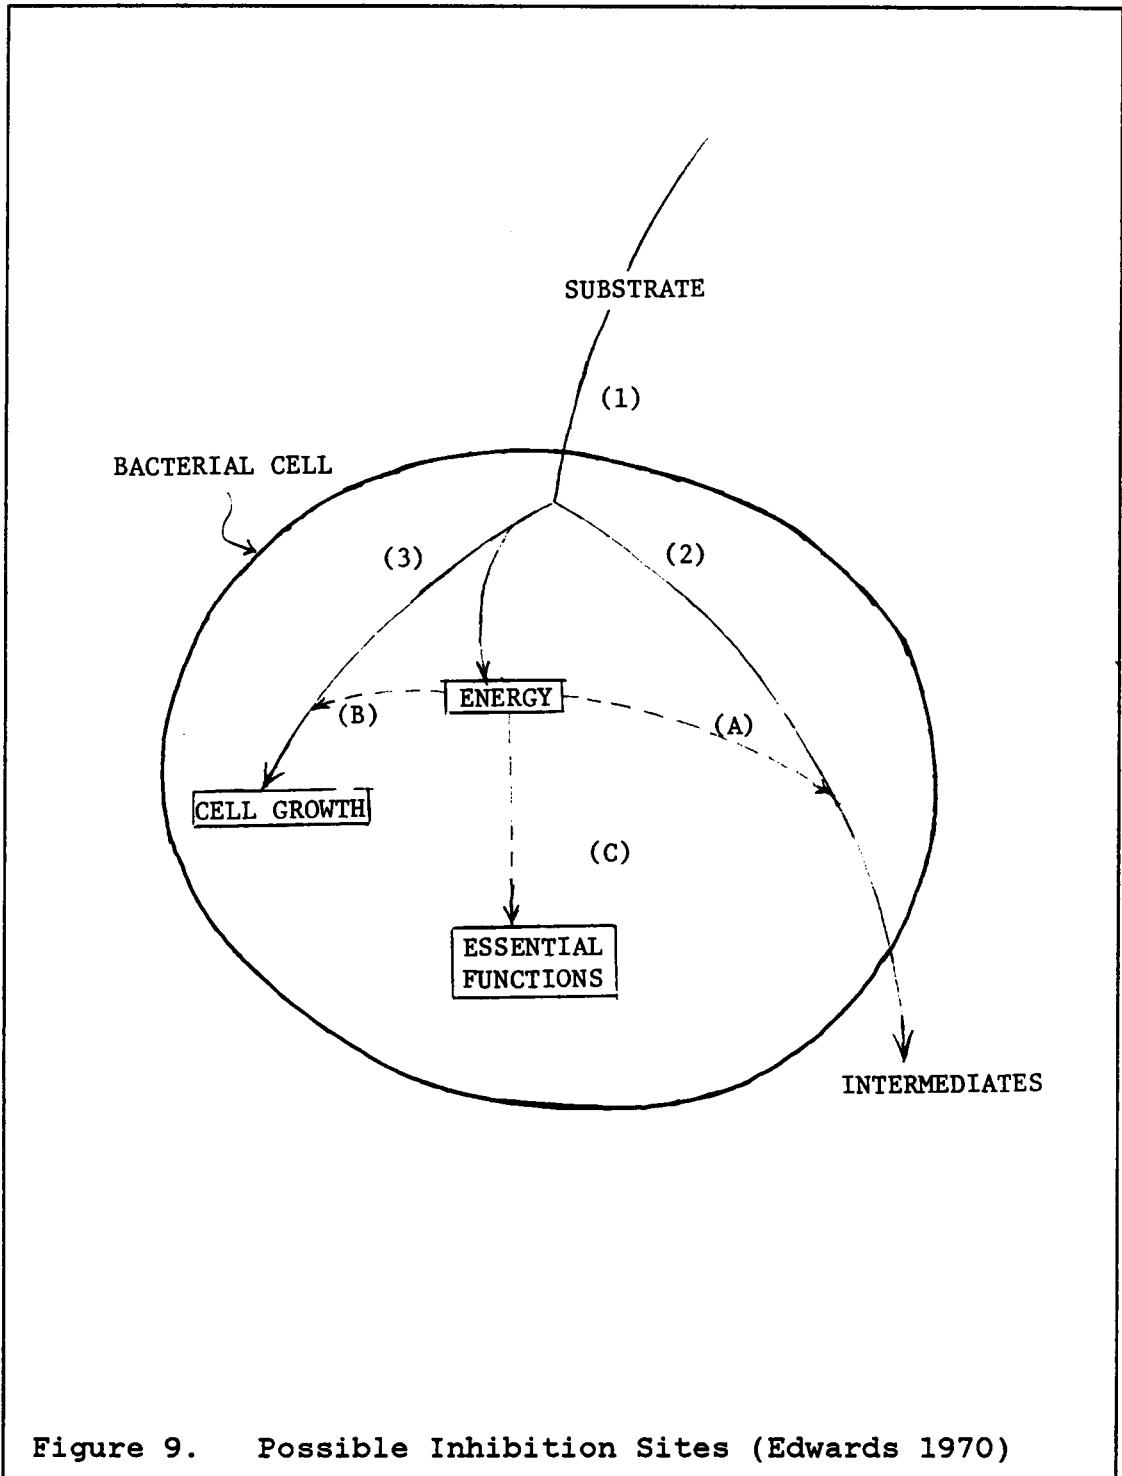 SUBSTRATE
(1)
BACTERIAL CELL
(3)
(2)
ENERGY
(B)
(A)
CELL GROWTH
(C)
ESSENTIAL
FUNCTIONS
INTERMEDIATES
Figure 9. Possible Inhibition Sites (Edwards 1970)